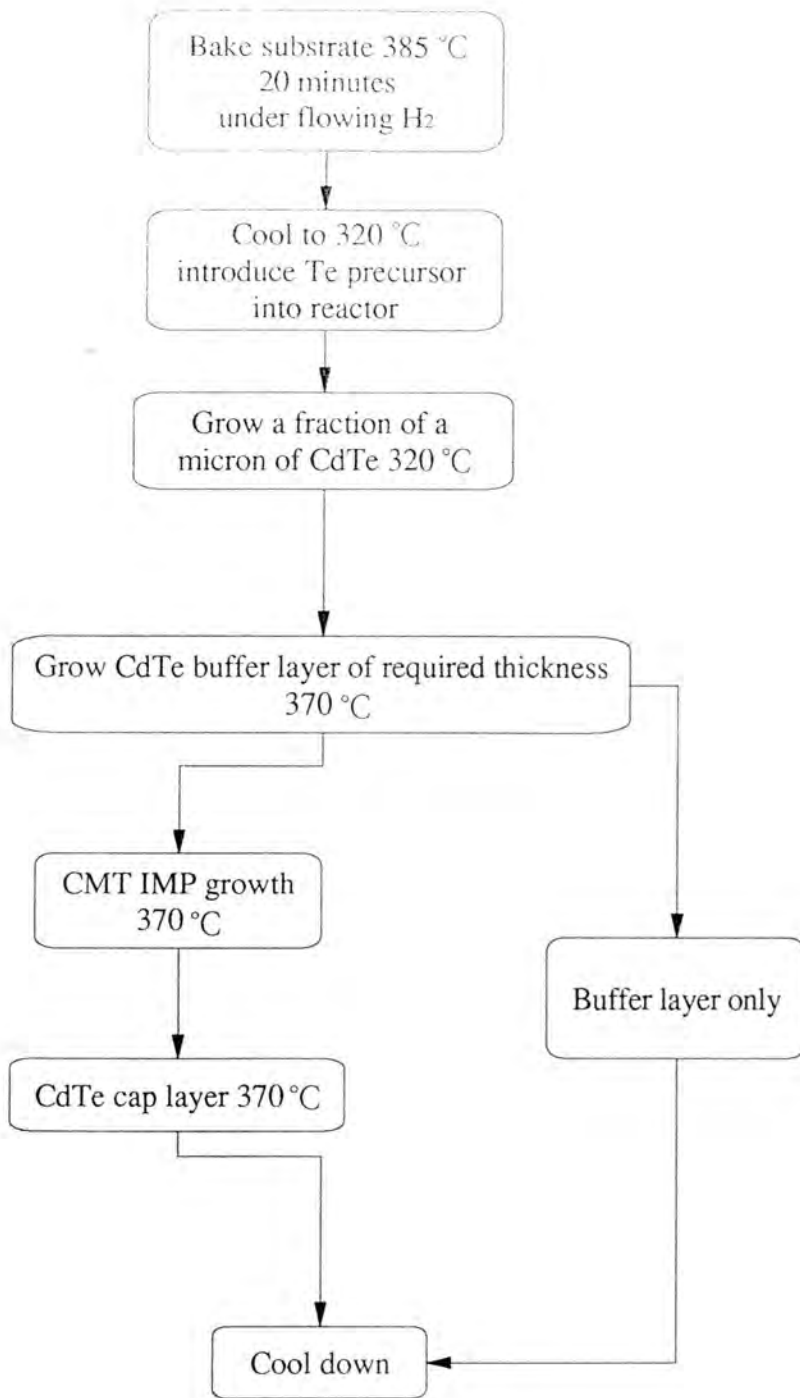 Bake substrate 385 °C
20 minutes
under flowing H2
Cool to 320 °C
introduce Te precursor
into reactor
Grow a fraction of a
micron of CdTe 320 °C
Grow CdTe buffer layer of required thickness
370 °C
CMT IMP growth
370 °C
Buffer layer only
CdTe cap layer 370 °C
Cool down